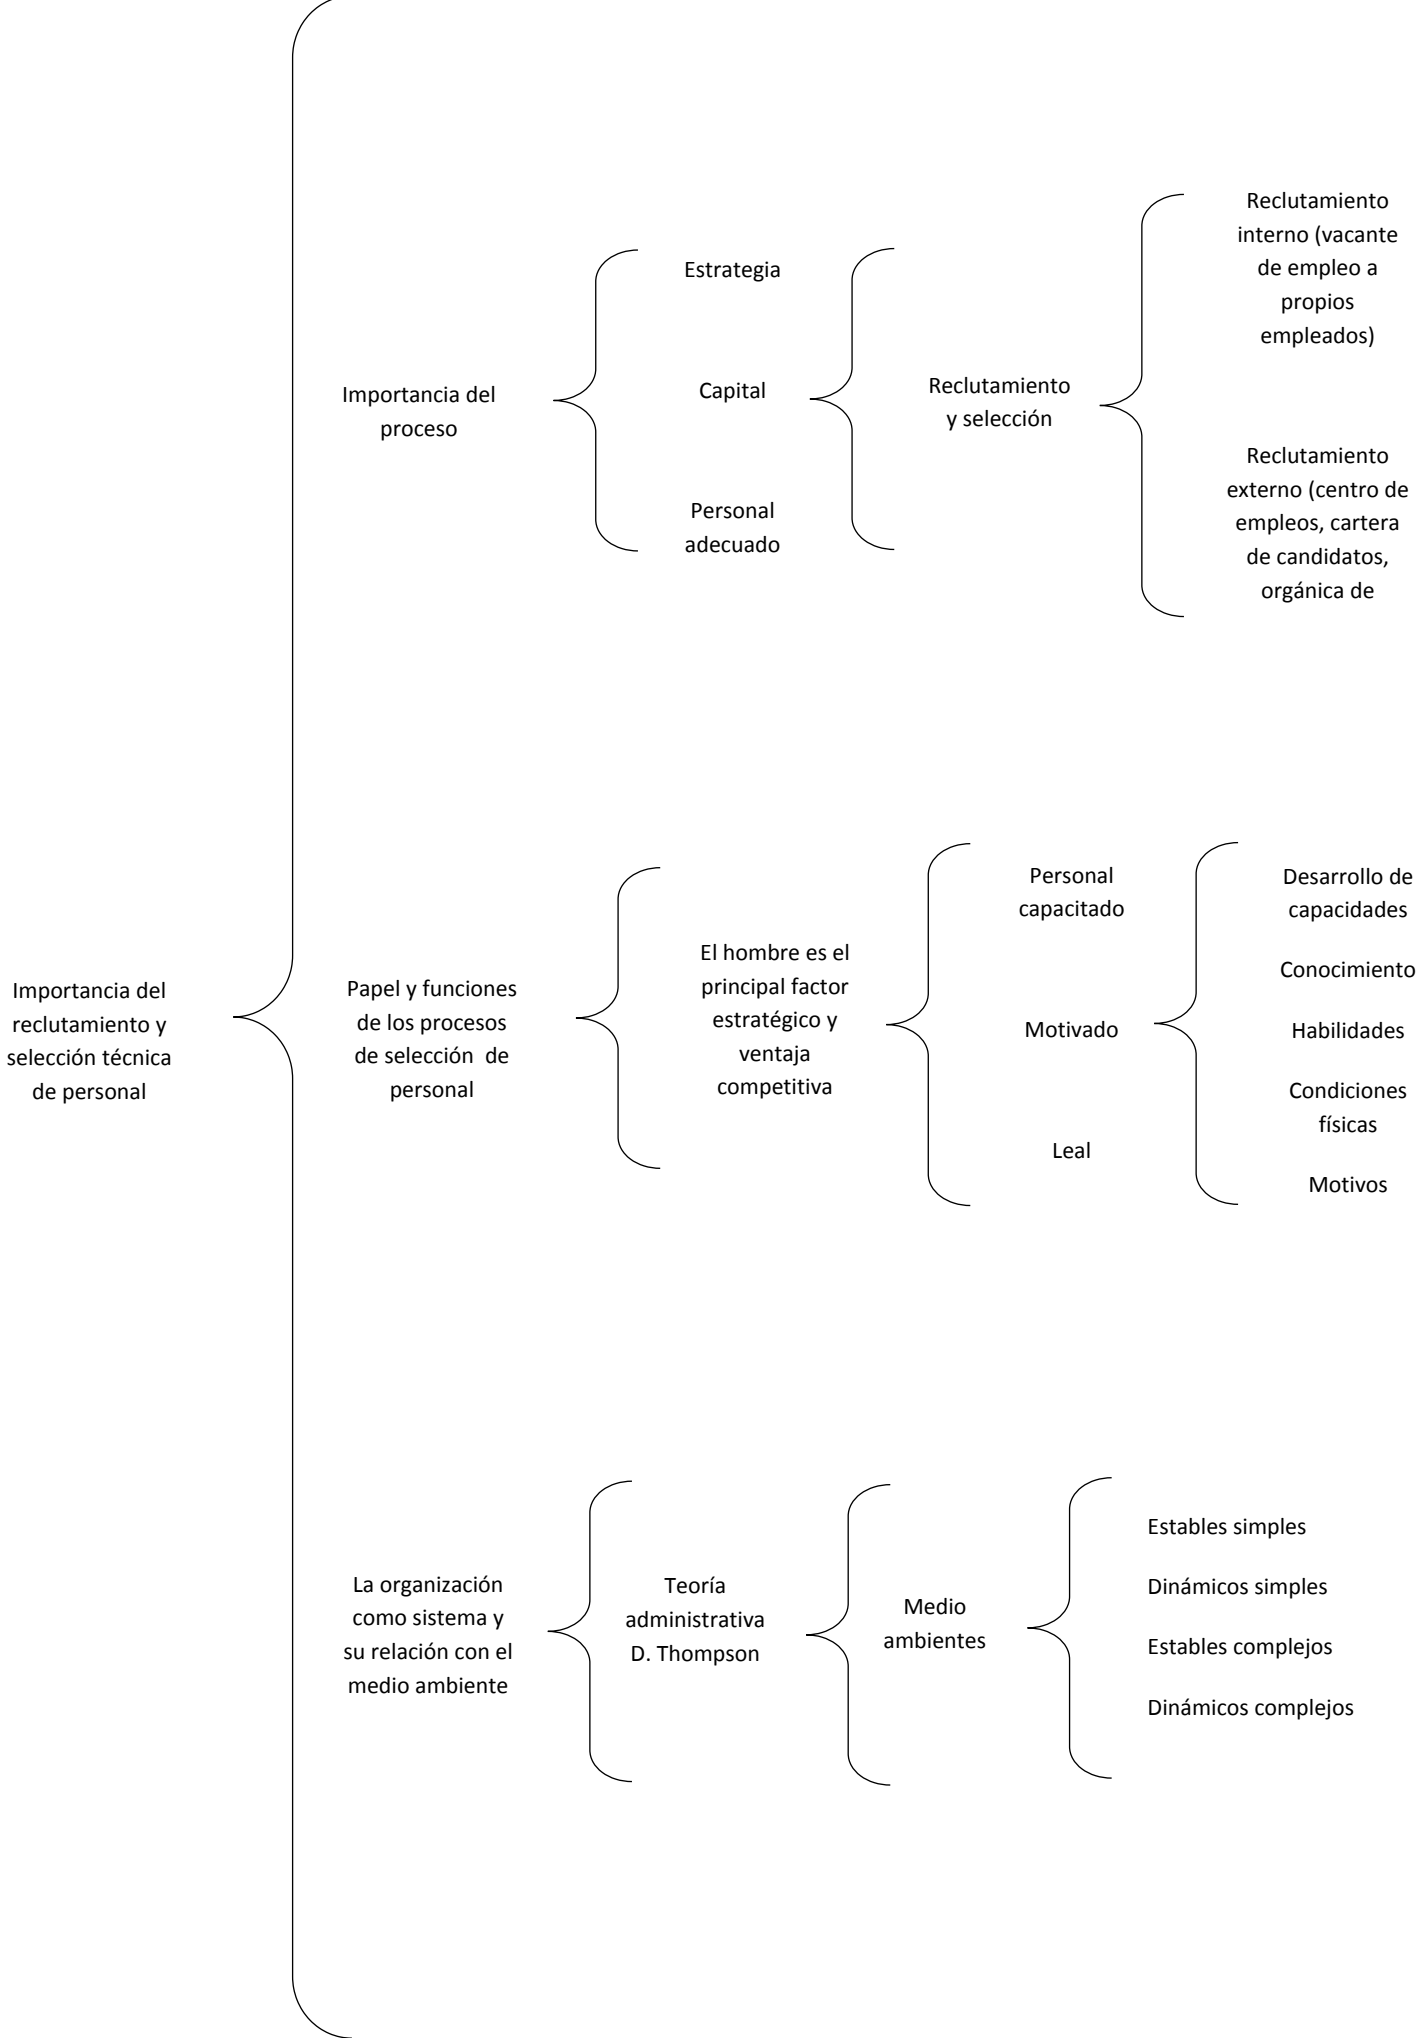 Importancia del
reclutamiento y
selección técnica
de personal
Importancia del
proceso
Estrategia
Capital
Personal
adecuado
Reclutamiento
y selección
Reclutamiento
interno (vacante
de empleo a
propios
empleados)
Reclutamiento
externo (centro de
empleos, cartera
de candidatos,
orgánica de
Papel y funciones
de los procesos
de selección  de
personal
El hombre es el
principal factor
estratégico y
ventaja
competitiva
Personal
capacitado
Motivado
Leal
Desarrollo de
capacidades
Conocimiento
Habilidades
Condiciones
físicas
Motivos
La organización
como sistema y
su relación con el
medio ambiente
Teoría
administrativa
D. Thompson
Medio
ambientes
Estables simples
Dinámicos simples
Estables complejos
Dinámicos complejos